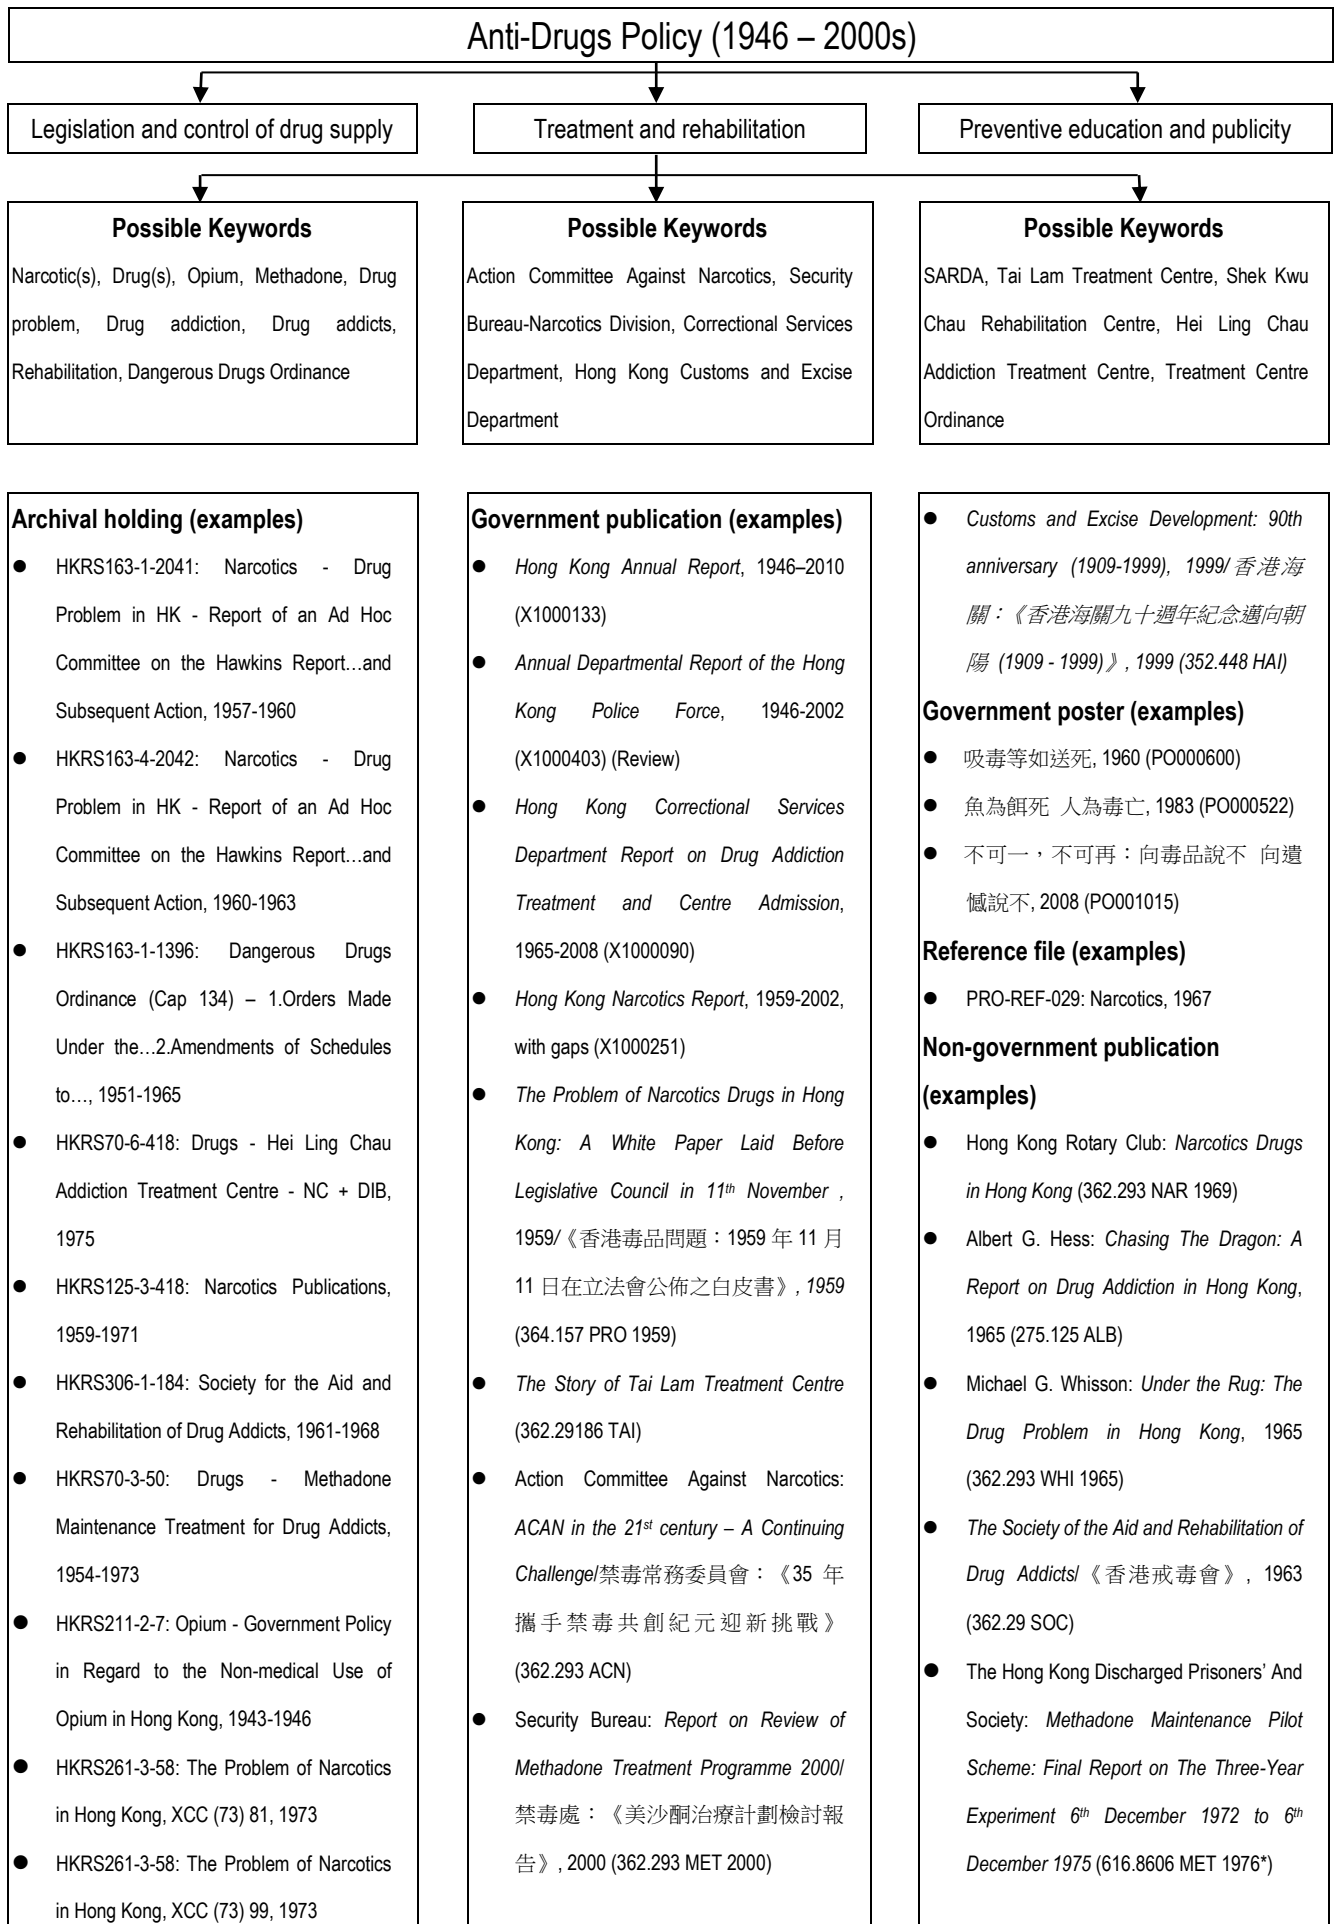 Anti-Drugs Policy (1946 – 2000s)
Legislation and control of drug supply
Treatment and rehabilitation
Preventive education and publicity
Possible Keywords
Narcotic(s), Drug(s), Opium, Methadone, Drug
problem, Drug addiction, Drug addicts,
Rehabilitation, Dangerous Drugs Ordinance
Possible Keywords
Action Committee Against Narcotics, Security
Bureau-Narcotics Division, Correctional Services
Department, Hong Kong Customs and Excise
Department
Possible Keywords
SARDA, Tai Lam Treatment Centre, Shek Kwu
Chau Rehabilitation Centre, Hei Ling Chau
Addiction Treatment Centre, Treatment Centre
Ordinance
Archival holding (examples)
● HKRS163-1-2041: Narcotics - Drug
Problem in HK - Report of an Ad Hoc
Committee on the Hawkins Report…and
Subsequent Action, 1957-1960
● HKRS163-4-2042: Narcotics - Drug
Problem in HK - Report of an Ad Hoc
Committee on the Hawkins Report…and
Subsequent Action, 1960-1963
● HKRS163-1-1396: Dangerous Drugs
Ordinance (Cap 134) – 1.Orders Made
Under the…2.Amendments of Schedules
to…, 1951-1965
● HKRS70-6-418: Drugs - Hei Ling Chau
Addiction Treatment Centre - NC + DIB,
1975
● HKRS125-3-418: Narcotics Publications,
1959-1971
● HKRS306-1-184: Society for the Aid and
Rehabilitation of Drug Addicts, 1961-1968
● HKRS70-3-50: Drugs - Methadone
Maintenance Treatment for Drug Addicts,
1954-1973
● HKRS211-2-7: Opium - Government Policy
in Regard to the Non-medical Use of
Opium in Hong Kong, 1943-1946
● HKRS261-3-58: The Problem of Narcotics
in Hong Kong, XCC (73) 81, 1973
● HKRS261-3-58: The Problem of Narcotics
in Hong Kong, XCC (73) 99, 1973
Government publication (examples)
● Hong Kong Annual Report, 1946–2010
(X1000133)
● Annual Departmental Report of the Hong
Kong Police Force, 1946-2002
(X1000403) (Review)
● Hong Kong Correctional Services
Department Report on Drug Addiction
Treatment and Centre Admission,
1965-2008 (X1000090)
● Hong Kong Narcotics Report, 1959-2002,
with gaps (X1000251)
● The Problem of Narcotics Drugs in Hong
Kong: A White Paper Laid Before
Legislative Council in 11th November ,
1959/《香港毒品問題：1959 年 11 月
11 日在立法會公佈之白皮書》, 1959
(364.157 PRO 1959)
● The Story of Tai Lam Treatment Centre
(362.29186 TAI)
● Action Committee Against Narcotics:
ACAN in the 21st century – A Continuing
Challenge/禁毒常務委員會：《35 年
攜手禁毒共創紀元迎新挑戰》
(362.293 ACN)
● Security Bureau: Report on Review of
Methadone Treatment Programme 2000/
禁毒處：《美沙酮治療計劃檢討報
告》, 2000 (362.293 MET 2000)
● Customs and Excise Development: 90th
anniversary (1909-1999), 1999/香港海
關：《香港海關九十週年紀念邁向朝
陽 (1909 - 1999)》, 1999 (352.448 HAI)
Government poster (examples)
● 吸毒等如送死, 1960 (PO000600)
● 魚為餌死 人為毒亡, 1983 (PO000522)
● 不可一，不可再：向毒品說不 向遺
憾說不, 2008 (PO001015)
Reference file (examples)
● PRO-REF-029: Narcotics, 1967
Non-government publication
(examples)
● Hong Kong Rotary Club: Narcotics Drugs
in Hong Kong (362.293 NAR 1969)
● Albert G. Hess: Chasing The Dragon: A
Report on Drug Addiction in Hong Kong,
1965 (275.125 ALB)
● Michael G. Whisson: Under the Rug: The
Drug Problem in Hong Kong, 1965
(362.293 WHI 1965)
● The Society of the Aid and Rehabilitation of
Drug Addicts/《香港戒毒會》, 1963
(362.29 SOC)
● The Hong Kong Discharged Prisoners’ And
Society: Methadone Maintenance Pilot
Scheme: Final Report on The Three-Year
Experiment 6th December 1972 to 6th
December 1975 (616.8606 MET 1976*)